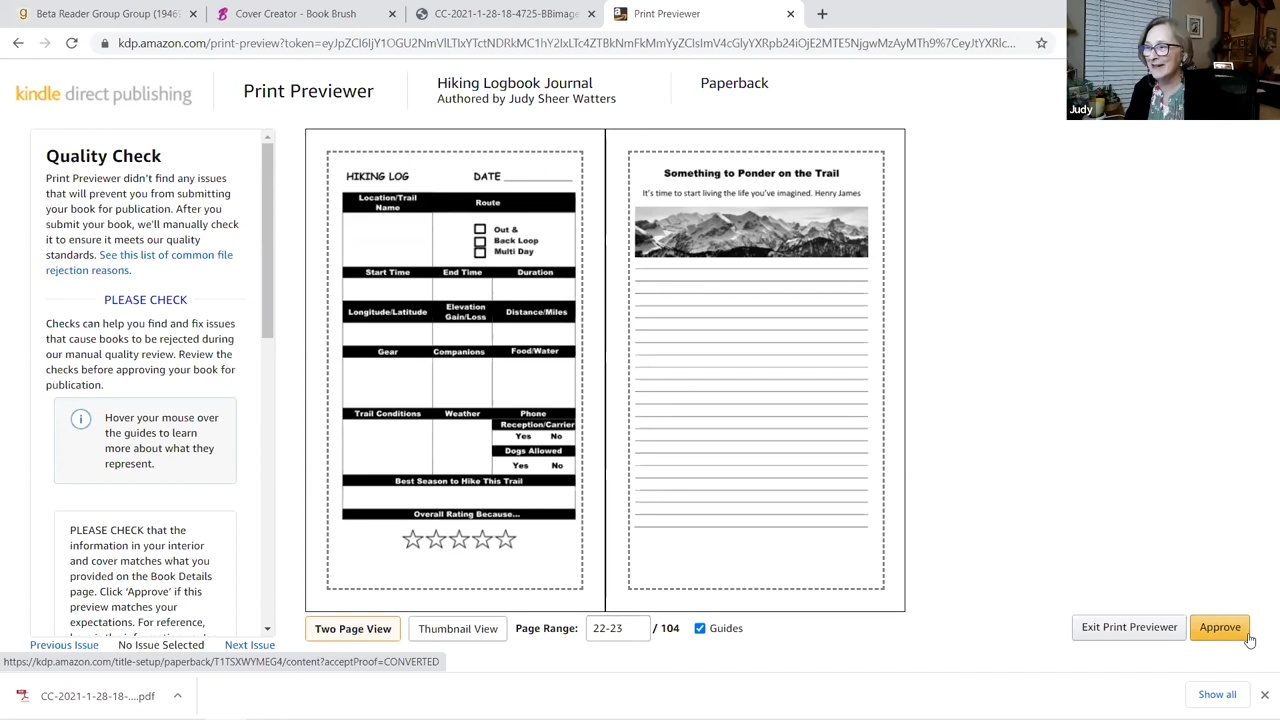 Beta Reader Group Group (1946
Cover Creator - Book Brush
CC-2021-1-28-18-4725-BBimage
Print Previewer
Judy
kindle direct publishing
Print Previewer
Hiking Logbook Journal
Authored by Judy Sheer Watters
Paperback
Quality Check
Print Previewer didn't find any issues
that will prevent you from submitting
your book for publication. After you
submit your book, we'll manually check
it to ensure it meets our quality
standards. See this list of common file
rejection reasons.
PLEASE CHECK
Checks can help you find and fix issues
that cause books to be rejected during
our manual quality review. Review the
checks before approving your book for
publication.
Hover your mouse over
the guides to learn
more about what they
represent.
PLEASE CHECK that the
information in your interior
and cover matches what you
provided on the Book Details
page. Click 'Approve' if this
preview matches your
expectations. For reference,
Previous Issue No Issue Selected Next Issue
HIKING LOG DATE
Location/Trail
Name
Route
Out &
Back Loop
Multi Day
Start Time End Time Duration
Longitude/Latitude
Elevation
Gain/Loss
Distance/Miles
Gear Companions Food/Water
Trail Conditions Weather Phone
Reception/Carrier
Yes No
Dogs Allowed
Yes No
Best Season to Hike This Trail
Overall Rating Because...
Something to Ponder on the Trail
It's time to start living the life you've imagined. Henry James
Two Page View Thumbnail View Page Range: 22-23 / 104 Guides
Exit Print Previewer Approve
https://kdp.amazon.com/title-setup/paperback/T1TSXWYMEG4/content?acceptProof=CONVERTED
CC-2021-1-28-18-....pdf
Show all